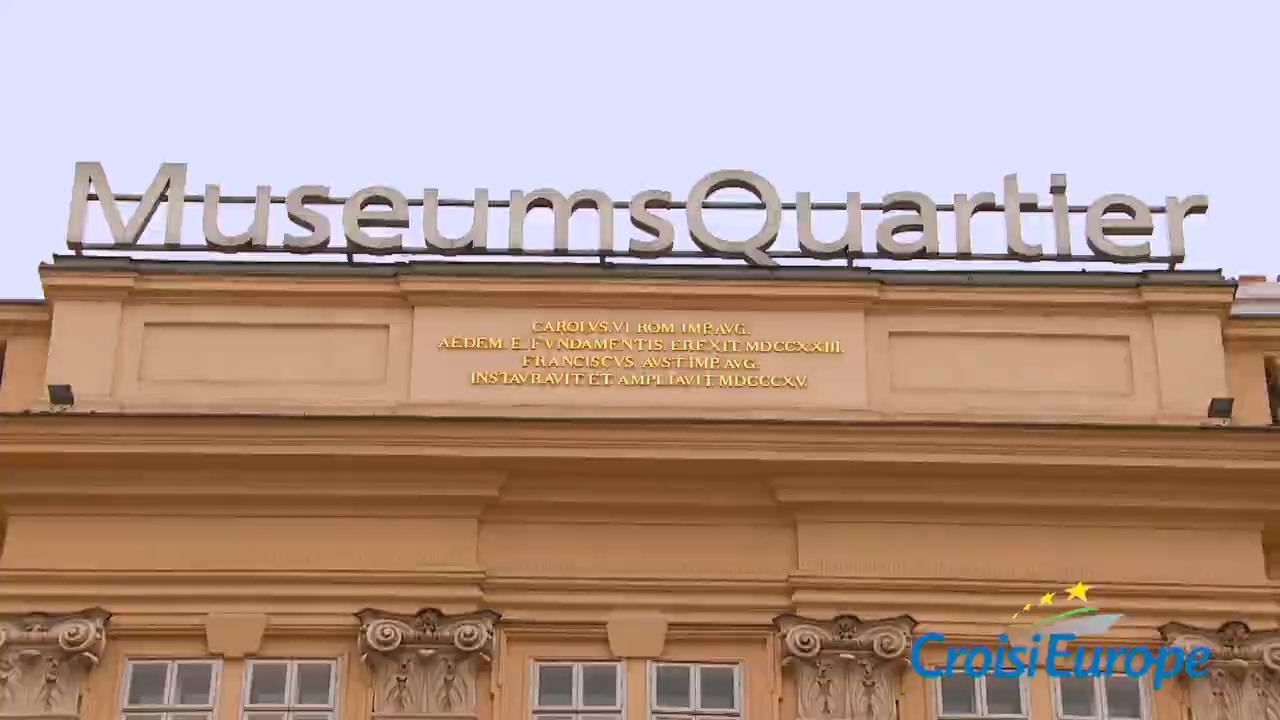 MuseumsQuartier
CAROLVS.VI ROM IMP.AVG.
AEDEM. E. FVNDAMENTIS. EREXIT MDCCXXIII.
FRANCISCVS. AVST.IMP.AVG.
INSTAVRAVIT ET. AMPLIAVIT MDCCCXV.
CroisiEurope